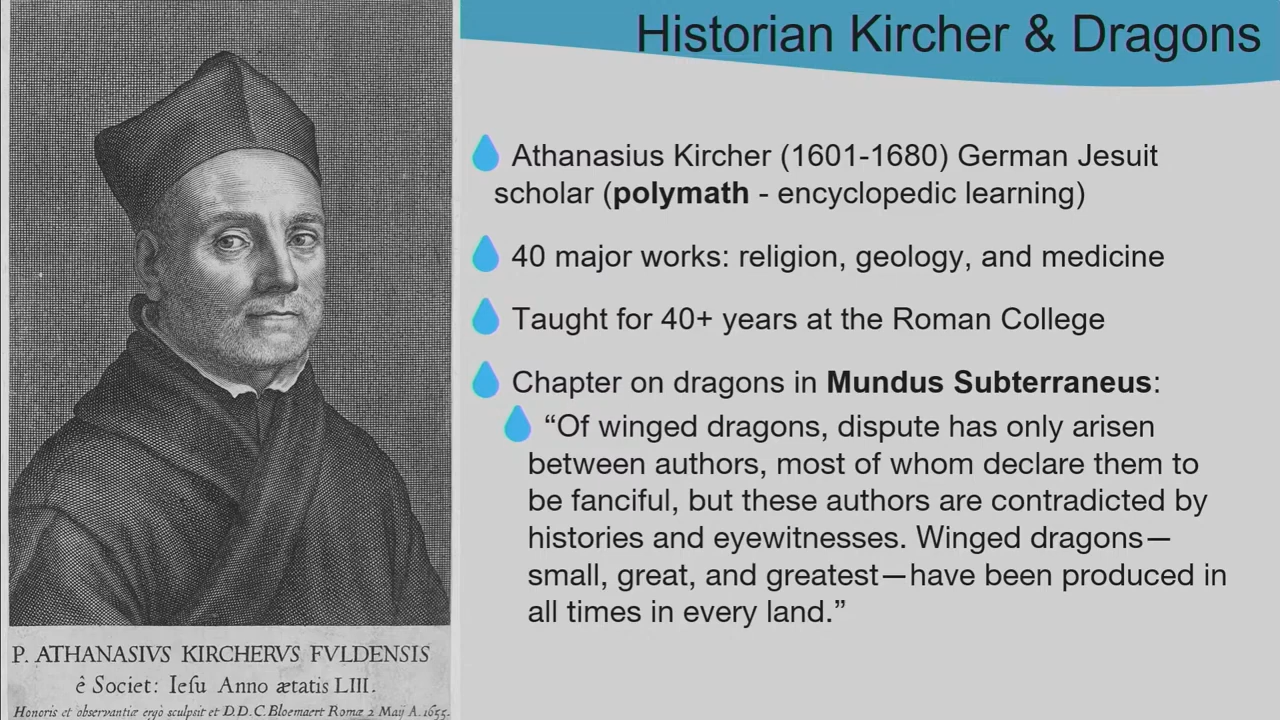 Historian Kircher & Dragons
Athanasius Kircher (1601-1680) German Jesuit
scholar (polymath - encyclopedic learning)
40 major works: religion, geology, and medicine
Taught for 40+ years at the Roman College
Chapter on dragons in Mundus Subterraneus:
“Of winged dragons, dispute has only arisen
between authors, most of whom declare them to
be fanciful, but these authors are contradicted by
histories and eyewitnesses. Winged dragons—
small, great, and greatest—have been produced in
all times in every land.”
P. ATHANASIVS KIRCHERVS FVLDENSIS
è Societ: Iesu Anno ætatis LIII.
Honoris et observantiæ ergò sculpsit et D.D. C. Bloemaert Romæ 2 Maij A. 1655.